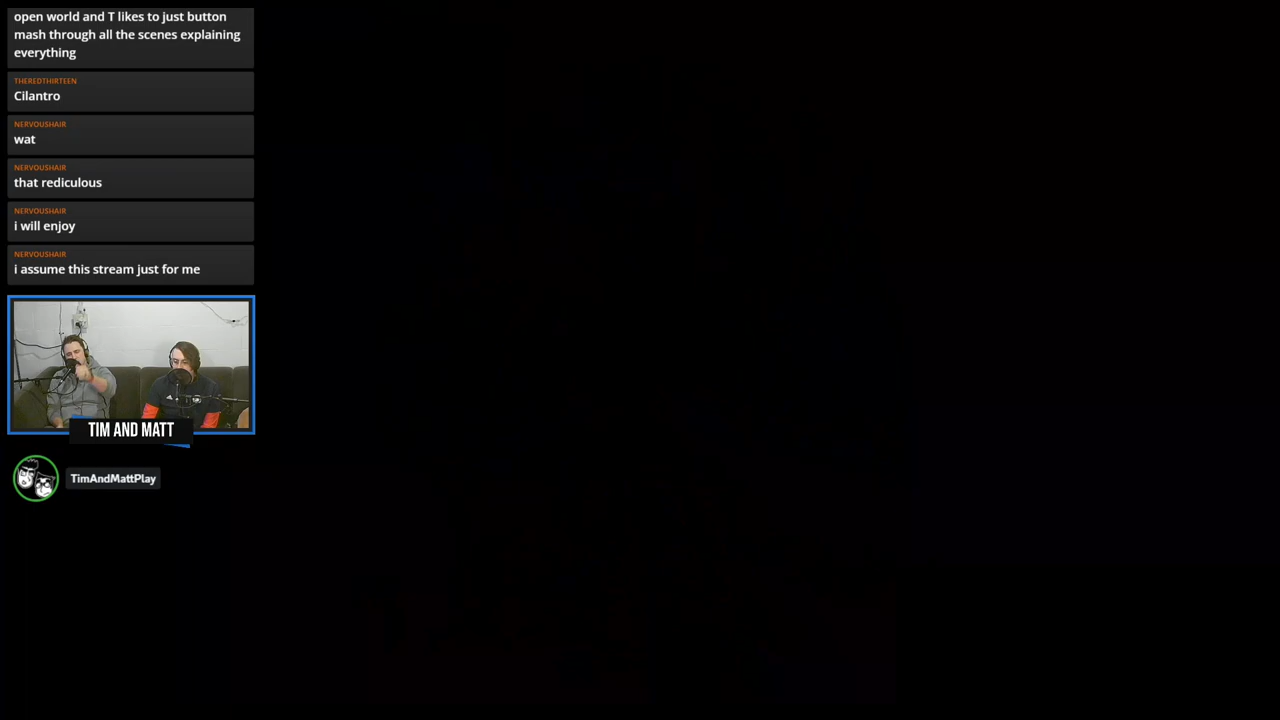 open world and T likes to just button
mash through all the scenes explaining
everything
THEREDTHIRTEEN
Cilantro
NERVOUSHAIR
wat
NERVOUSHAIR
that rediculous
NERVOUSHAIR
i will enjoy
NERVOUSHAIR
i assume this stream just for me
TIM AND MATT
TimAndMattPlay